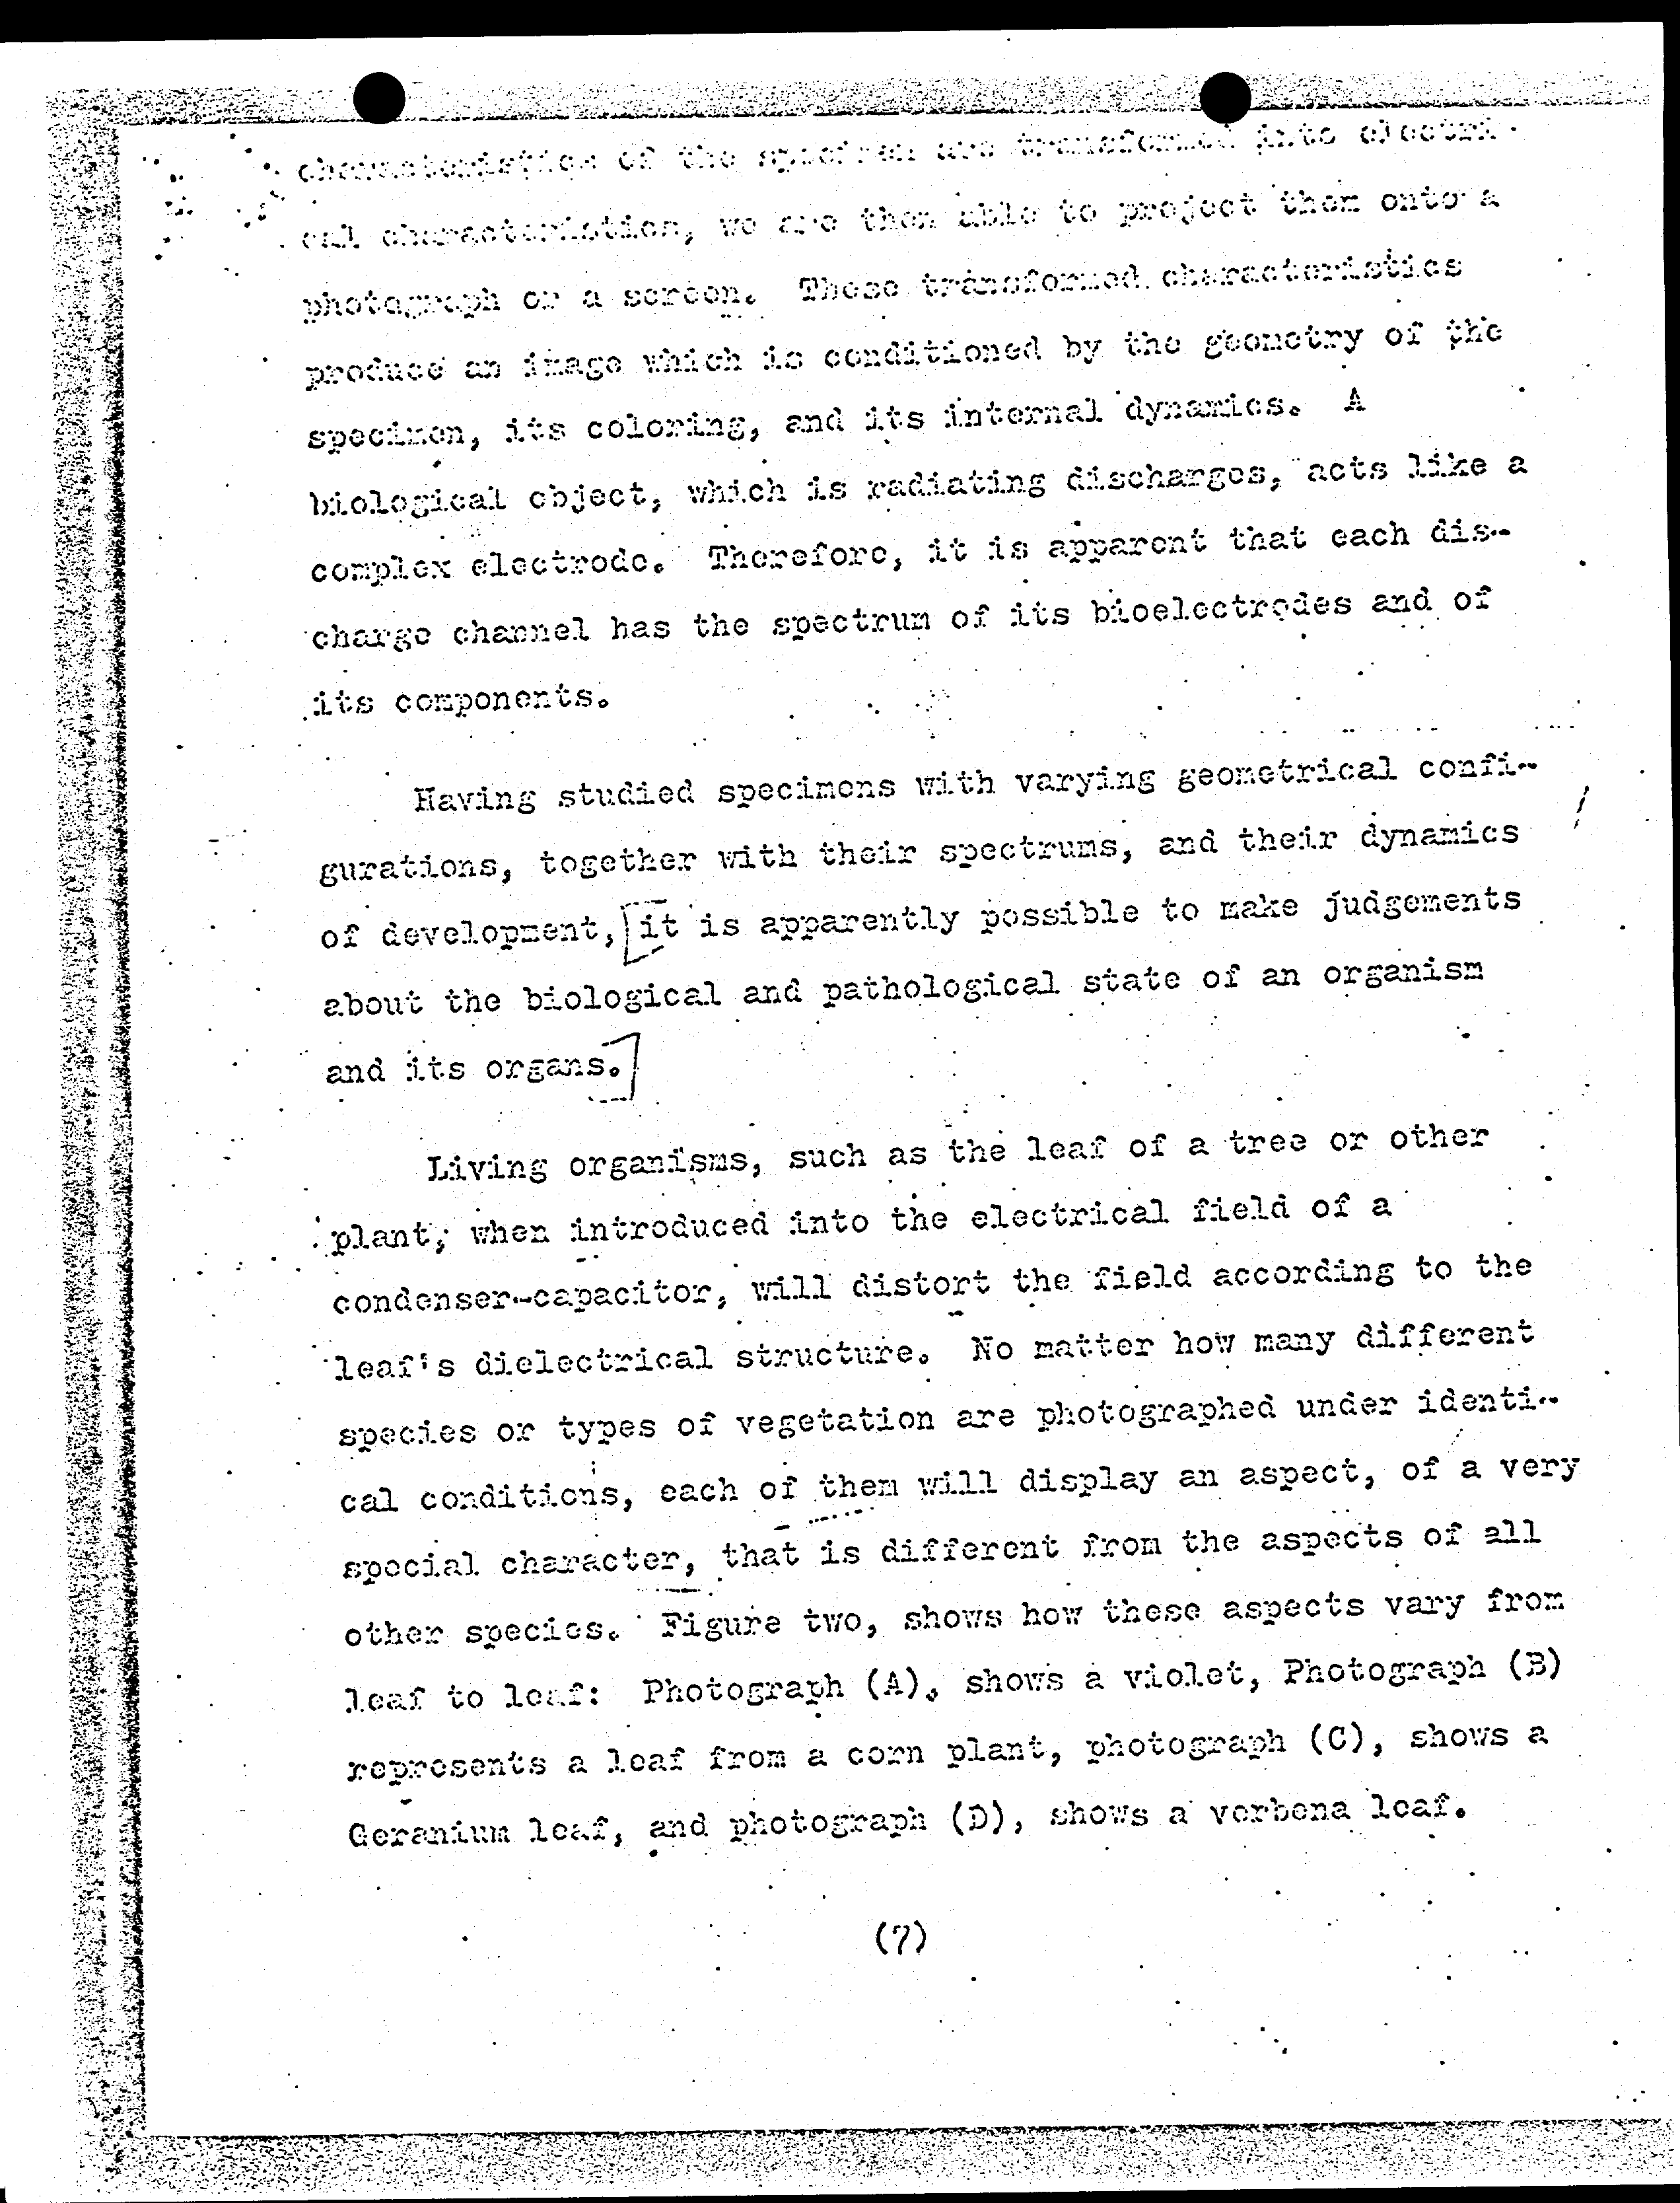 characteristics of the specimen are transformed into electri-
cal characteristics, we are then able to project them onto a
photograph or a screen. These transformed characteristics
produce an image which is conditioned by the geometry of the
specimen, its coloring, and its internal dynamics. A
biological object, which is radiating discharges, acts like a
complex electrode. Therefore, it is apparent that each dis-
charge channel has the spectrum of its bioelectrodes and of
its components.
Having studied specimens with varying geometrical confi-
gurations, together with their spectrums, and their dynamics
of development, [it is apparently possible to make judgements
about the biological and pathological state of an organism
and its organs.]
Living organisms, such as the leaf of a tree or other
plant, when introduced into the electrical field of a
condenser-capacitor, will distort the field according to the
leaf's dielectrical structure. No matter how many different
species or types of vegetation are photographed under identi-
cal conditions, each of them will display an aspect, of a very
special character, that is different from the aspects of all
other species. Figure two, shows how these aspects vary from
leaf to leaf: Photograph (A), shows a violet, Photograph (B)
represents a leaf from a corn plant, photograph (C), shows a
Geranium leaf, and photograph (D), shows a verbena leaf.
(7)